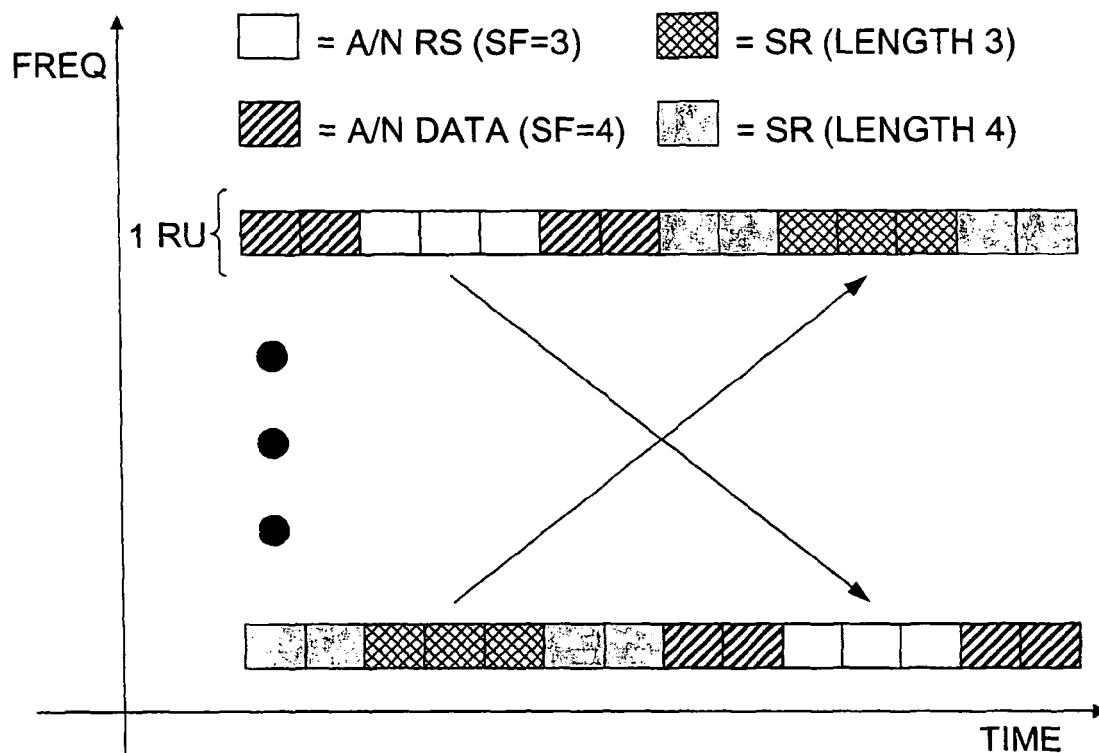 FREQ
= A/N RS (SF=3)
= SR (LENGTH 3)
= A/N DATA (SF=4)
= SR (LENGTH 4)
1 RU
TIME